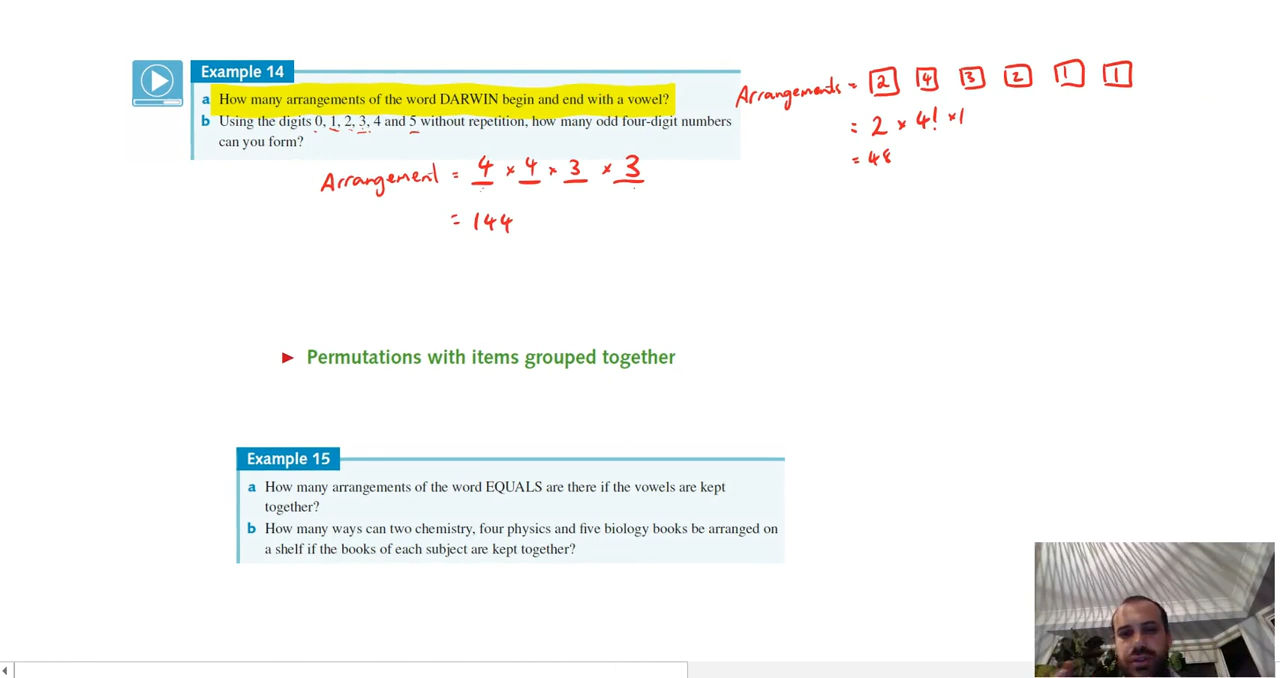 Example 14
a How many arrangements of the word DARWIN begin and end with a vowel?
b Using the digits 0, 1, 2, 3, 4 and 5 without repetition, how many odd four-digit numbers
can you form?
Arrangements = 2 4 3 2 1 1
= 2 × 4! × 1
= 48
Arrangement = 4 × 4 × 3 × 3
= 144
► Permutations with items grouped together
Example 15
a How many arrangements of the word EQUALS are there if the vowels are kept
together?
b How many ways can two chemistry, four physics and five biology books be arranged on
a shelf if the books of each subject are kept together?